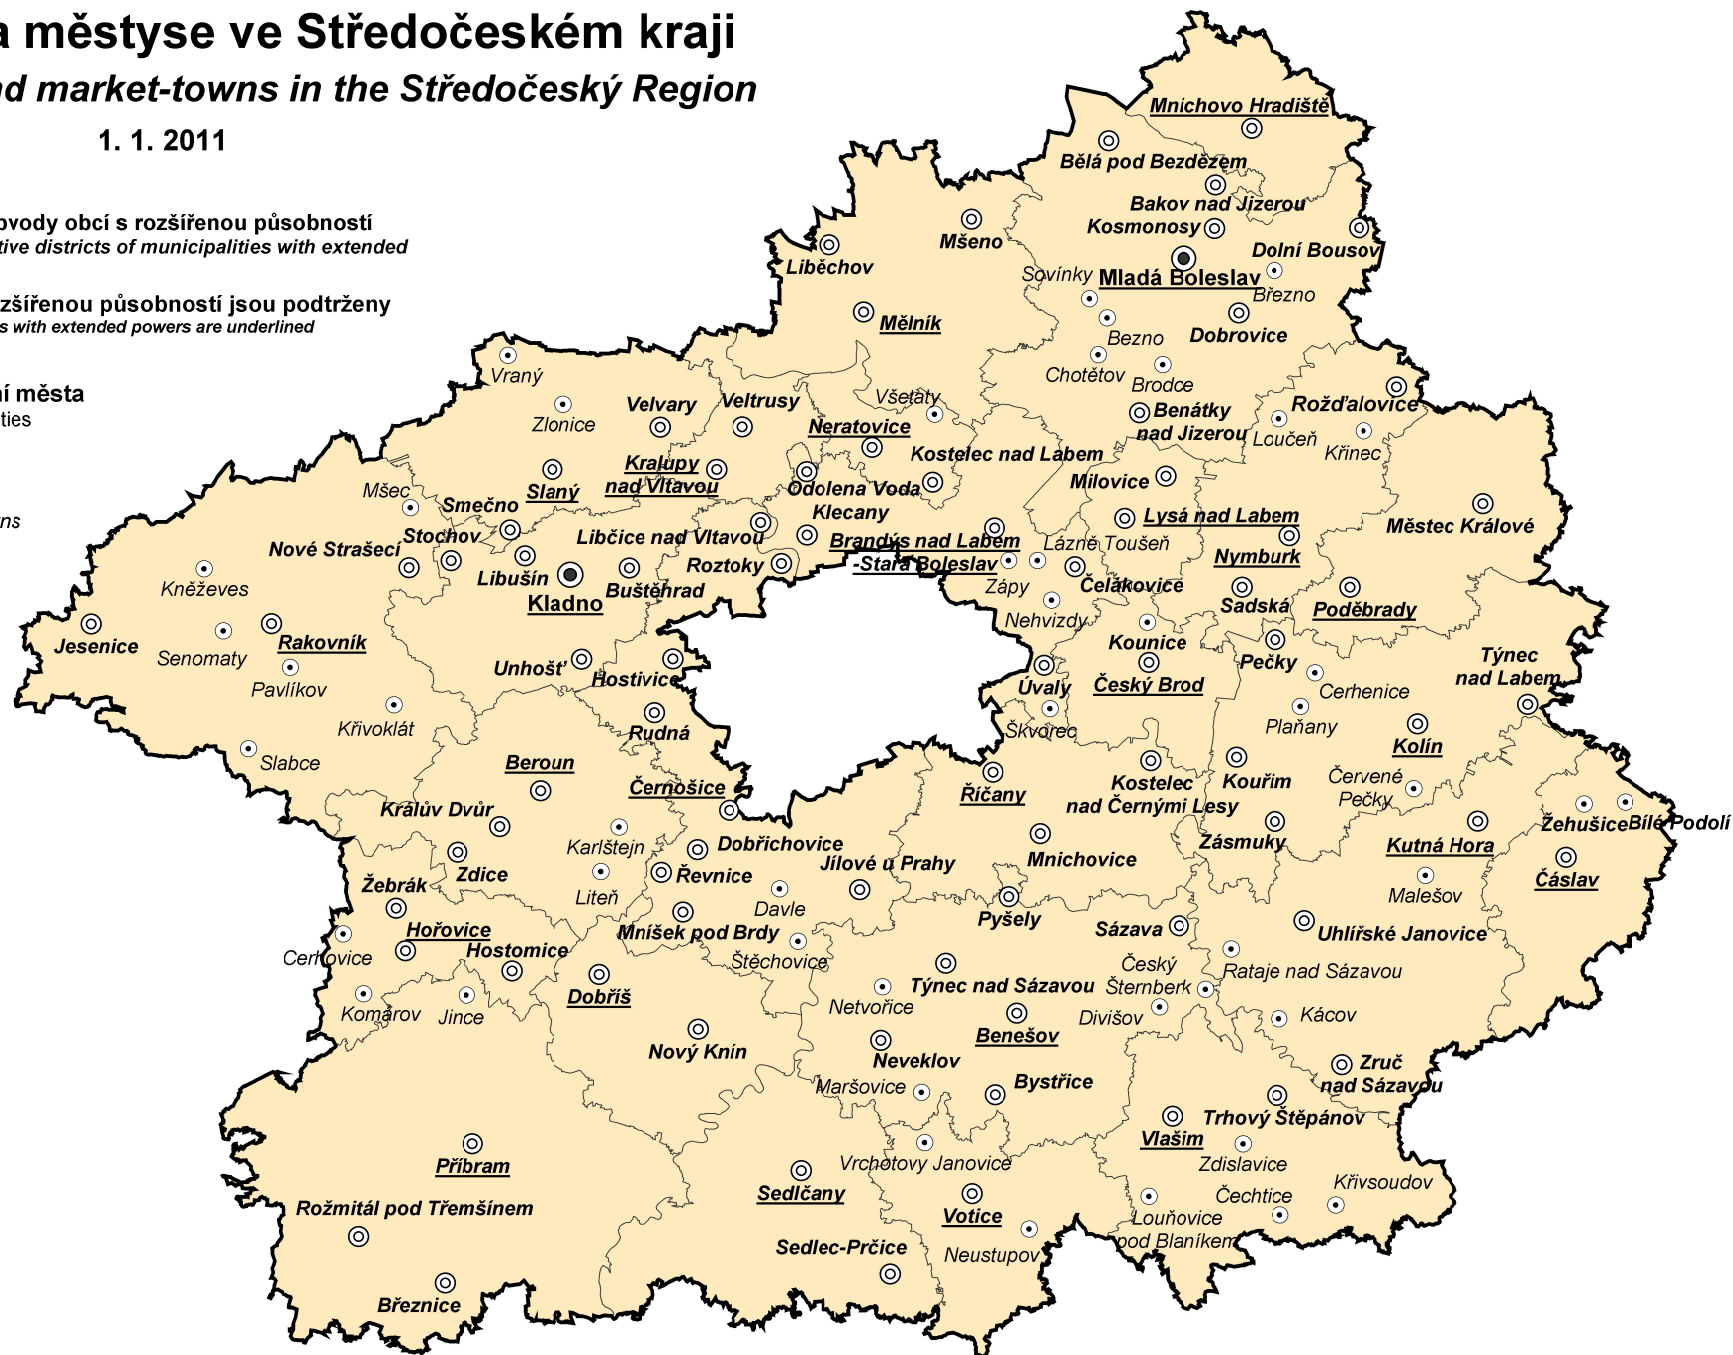 a městyse ve Středočeském kraji
nd market-towns in the Středočeský Region
1. 1. 2011
bvody obcí s rozšířenou působností
tive districts of municipalities with extended
zšířenou působností jsou podtrženy
s with extended powers are underlined
ní města
ties
ns
Mnichovo Hradiště
Bělá pod Bezdězem
Bakov nad Jizerou
Kosmonosy
Mšeno
Dolní Bousov
Liběchov
Sovínky
Mladá Boleslav
Březno
Mělník
Bezno
Dobrovice
Vraný
Chotětov
Brodce
Všetaty
Velvary
Veltrusy
Rožďalovice
Zlonice
Neratovice
Benátky
nad Jizerou
Loučeň
Křinec
Kostelec nad Labem
Kralupy
nad Vltavou
Milovice
Mšec
Slaný
Odolena Voda
Smečno
Klecany
Lysá nad Labem
Městec Králové
Stochov
Libčice nad Vltavou
Brandýs nad Labem
-Stará Boleslav
Lázně Toušeň
Nové Strašecí
Nymburk
Roztoky
Libušín
Buštěhrad
Zápy
Čelákovice
Kněževes
Kladno
Sadská
Poděbrady
Nehvizdy
Jesenice
Rakovník
Kounice
Senomaty
Unhošť
Hostivice
Pečky
Týnec
nad Labem
Pavlíkov
Úvaly
Český Brod
Cerhenice
Křivoklát
Rudná
Škvorec
Plaňany
Slabce
Beroun
Kolín
Černošice
Říčany
Kostelec
nad Černými Lesy
Kouřim
Červené
Pečky
Králův Dvůr
Žehušice
Bílé Podolí
Karlštejn
Dobřichovice
Zásmuky
Kutná Hora
Jílové u Prahy
Mnichovice
Zdice
Řevnice
Čáslav
Žebrák
Liteň
Davle
Malešov
Pyšely
Hořovice
Mníšek pod Brdy
Sázava
Uhlířské Janovice
Cerhovice
Hostomice
Štěchovice
Český
Šternberk
Rataje nad Sázavou
Týnec nad Sázavou
Dobříš
Netvořice
Komárov
Jince
Divišov
Kácov
Benešov
Nový Knín
Neveklov
Zruč
nad Sázavou
Maršovice
Bystřice
Trhový Štěpánov
Vlašim
Příbram
Vrchotovy Janovice
Zdislavice
Sedlčany
Křivsoudov
Čechtice
Rožmitál pod Třemšínem
Votice
Louňovice
pod Blaníkem
Sedlec-Prčice
Neustupov
Březnice